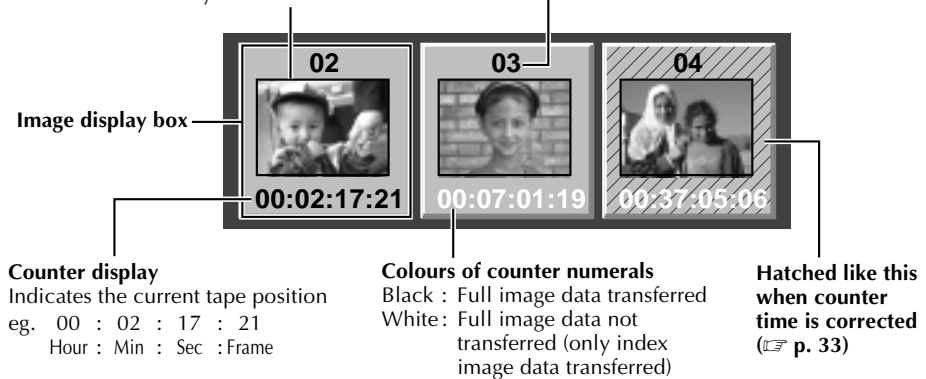 02
03
04
Image display box
00:02:17:21
00:07:01:19
00:37:05:06
Counter display
Indicates the current tape position
eg. 00 : 02 : 17 : 21
Hour : Min : Sec : Frame
Colours of counter numerals
Black : Full image data transferred
White : Full image data not
transferred (only index
image data transferred)
Hatched like this
when counter
time is corrected
(☞ p. 33)